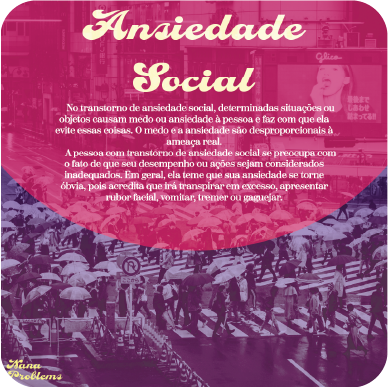 Ansiedade
Social
No transtorno de ansiedade social, determinadas situações ou
objetos causam medo ou ansiedade à pessoa e faz com que ela
evite essas coisas. O medo e a ansiedade são desproporcionais à
ameaça real.
A pessoa com transtorno de ansiedade social se preocupa com
o fato de que seu desempenho ou ações sejam considerados
inadequados. Em geral, ela teme que sua ansiedade se torne
óbvia, pois acredita que irá transpirar em excesso, apresentar
rubor facial, vomitar, tremer ou gaguejar.
Glico
Nana
Problems